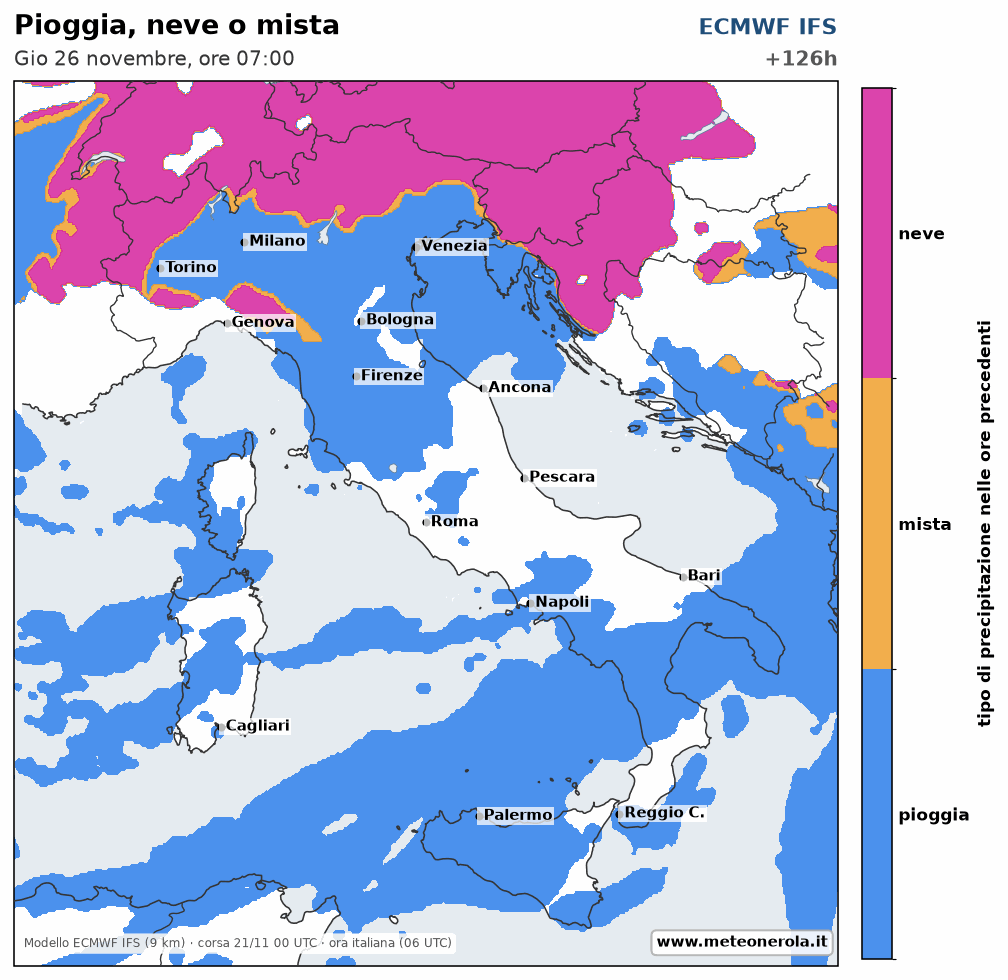 Pioggia, neve o mista
ECMWF IFS
Gio 26 novembre, ore 07:00
+126h
neve
Milano
Venezia
Torino
Genova
Bologna
Firenze
Ancona
Pescara
Roma
mista
Bari
Napoli
Cagliari
Palermo
Reggio C.
pioggia
tipo di precipitazione nelle ore precedenti
Modello ECMWF IFS (9 km) · corsa 21/11 00 UTC · ora italiana (06 UTC)
www.meteonerola.it